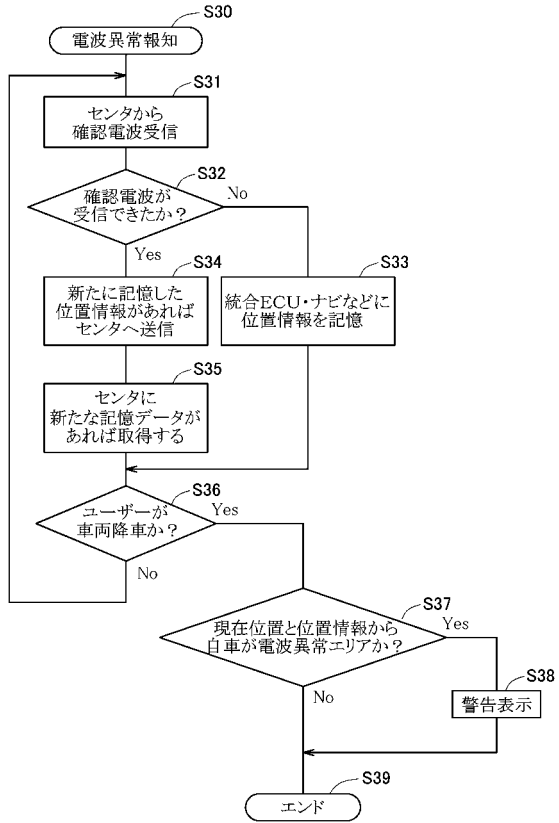 S30
電波異常報知
S31
センタから
確認電波受信
S32
確認電波が
受信できたか？
No
Yes
S34
新たに記憶した
位置情報があれば
センタへ送信
S33
統合ECU・ナビなどに
位置情報を記憶
S35
センタに
新たな記憶データが
あれば取得する
S36
ユーザーが
車両降車か？
Yes
No
S37
現在位置と位置情報から
自車が電波異常エリアか？
Yes
No
S38
警告表示
S39
エンド